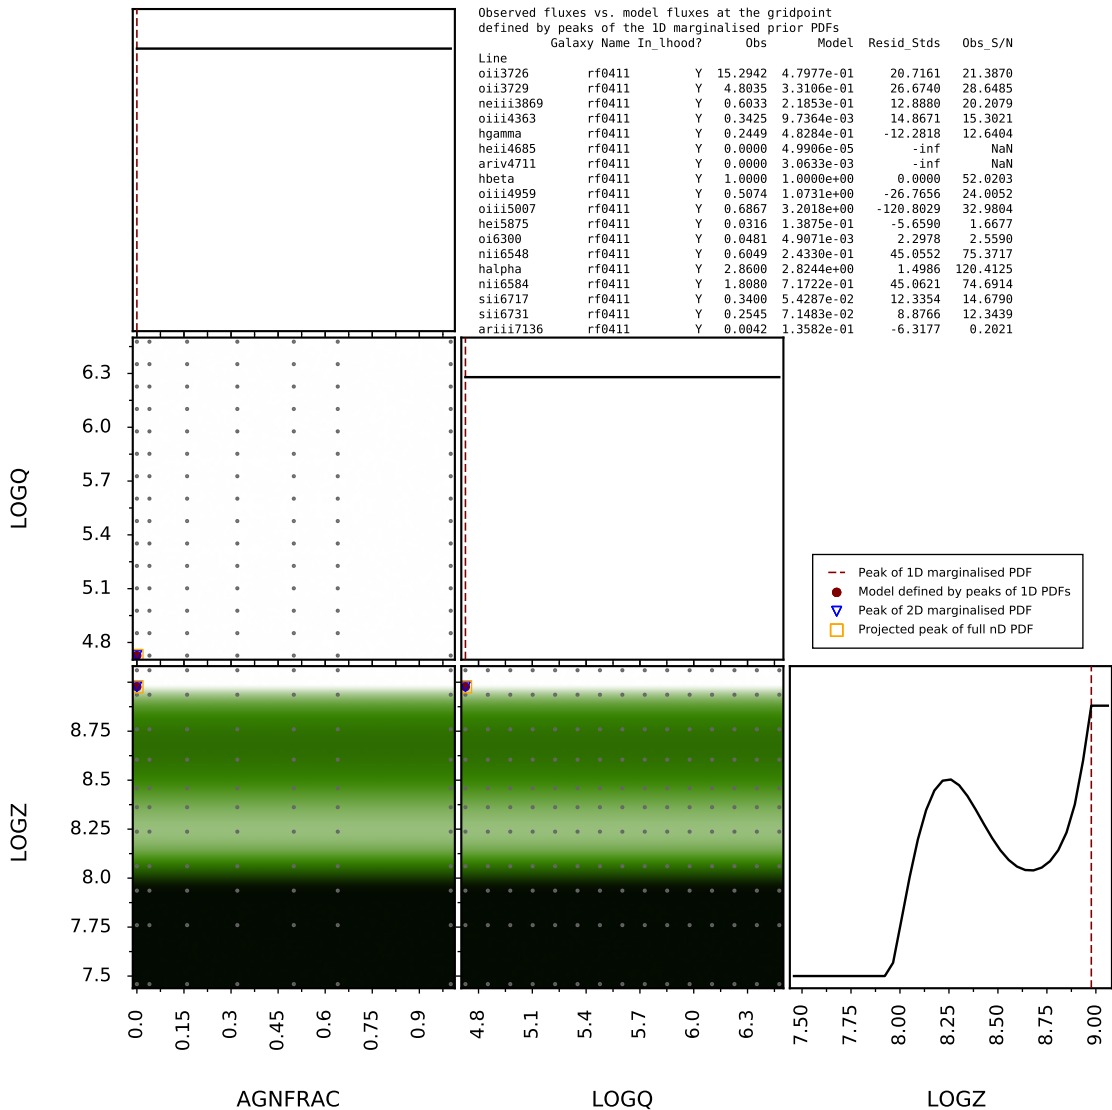 Observed fluxes vs. model fluxes at the gridpoint
defined by peaks of the 1D marginalised prior PDFs
Galaxy Name In_lhood? Obs Model Resid_Stds Obs_S/N
Line
oii3726 rf0411 Y 15.2942 4.7977e-01 20.7161 21.3870
oii3729 rf0411 Y 4.8035 3.3106e-01 26.6740 28.6485
neiii3869 rf0411 Y 0.6033 2.1853e-01 12.8880 20.2079
oiii4363 rf0411 Y 0.3425 9.7364e-03 14.8671 15.3021
hgamma rf0411 Y 0.2449 4.8284e-01 -12.2818 12.6404
heii4685 rf0411 Y 0.0000 4.9906e-05 -inf NaN
ariv4711 rf0411 Y 0.0000 3.0633e-03 -inf NaN
hbeta rf0411 Y 1.0000 1.0000e+00 0.0000 52.0203
oiii4959 rf0411 Y 0.5074 1.0731e+00 -26.7656 24.0052
oiii5007 rf0411 Y 0.6867 3.2018e+00 -120.8029 32.9804
hei5875 rf0411 Y 0.0316 1.3875e-01 -5.6590 1.6677
oi6300 rf0411 Y 0.0481 4.9071e-03 2.2978 2.5590
nii6548 rf0411 Y 0.6049 2.4330e-01 45.0552 75.3717
halpha rf0411 Y 2.8600 2.8244e+00 1.4986 120.4125
nii6584 rf0411 Y 1.8080 7.1722e-01 45.0621 74.6914
sii6717 rf0411 Y 0.3400 5.4287e-02 12.3354 14.6790
sii6731 rf0411 Y 0.2545 7.1483e-02 8.8766 12.3439
ariii7136 rf0411 Y 0.0042 1.3582e-01 -6.3177 0.2021
LOGQ
6.3
6.0
5.7
5.4
5.1
4.8
Peak of 1D marginalised PDF
Model defined by peaks of 1D PDFs
Peak of 2D marginalised PDF
Projected peak of full nD PDF
LOGZ
8.75
8.5
8.25
8.0
7.75
7.5
0.0 0.15 0.3 0.45 0.6 0.75 0.9
4.8 5.1 5.4 5.7 6.0 6.3
7.50 7.75 8.00 8.25 8.50 8.75 9.00
AGNFRAC LOGQ LOGZ